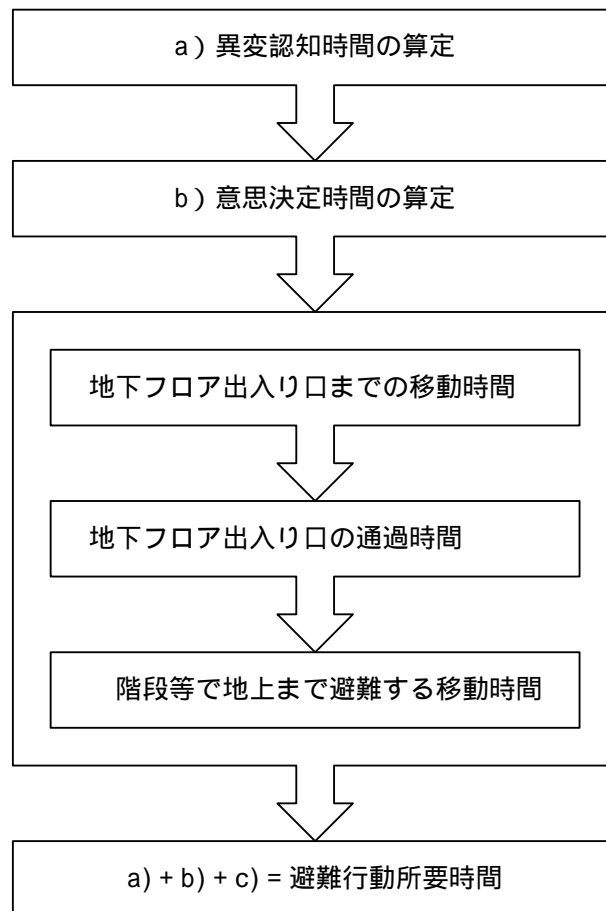 a）異変認知時間の算定
b）意思決定時間の算定
地下フロア出入り口までの移動時間
地下フロア出入り口の通過時間
階段等で地上まで避難する移動時間
a) + b) + c) = 避難行動所要時間